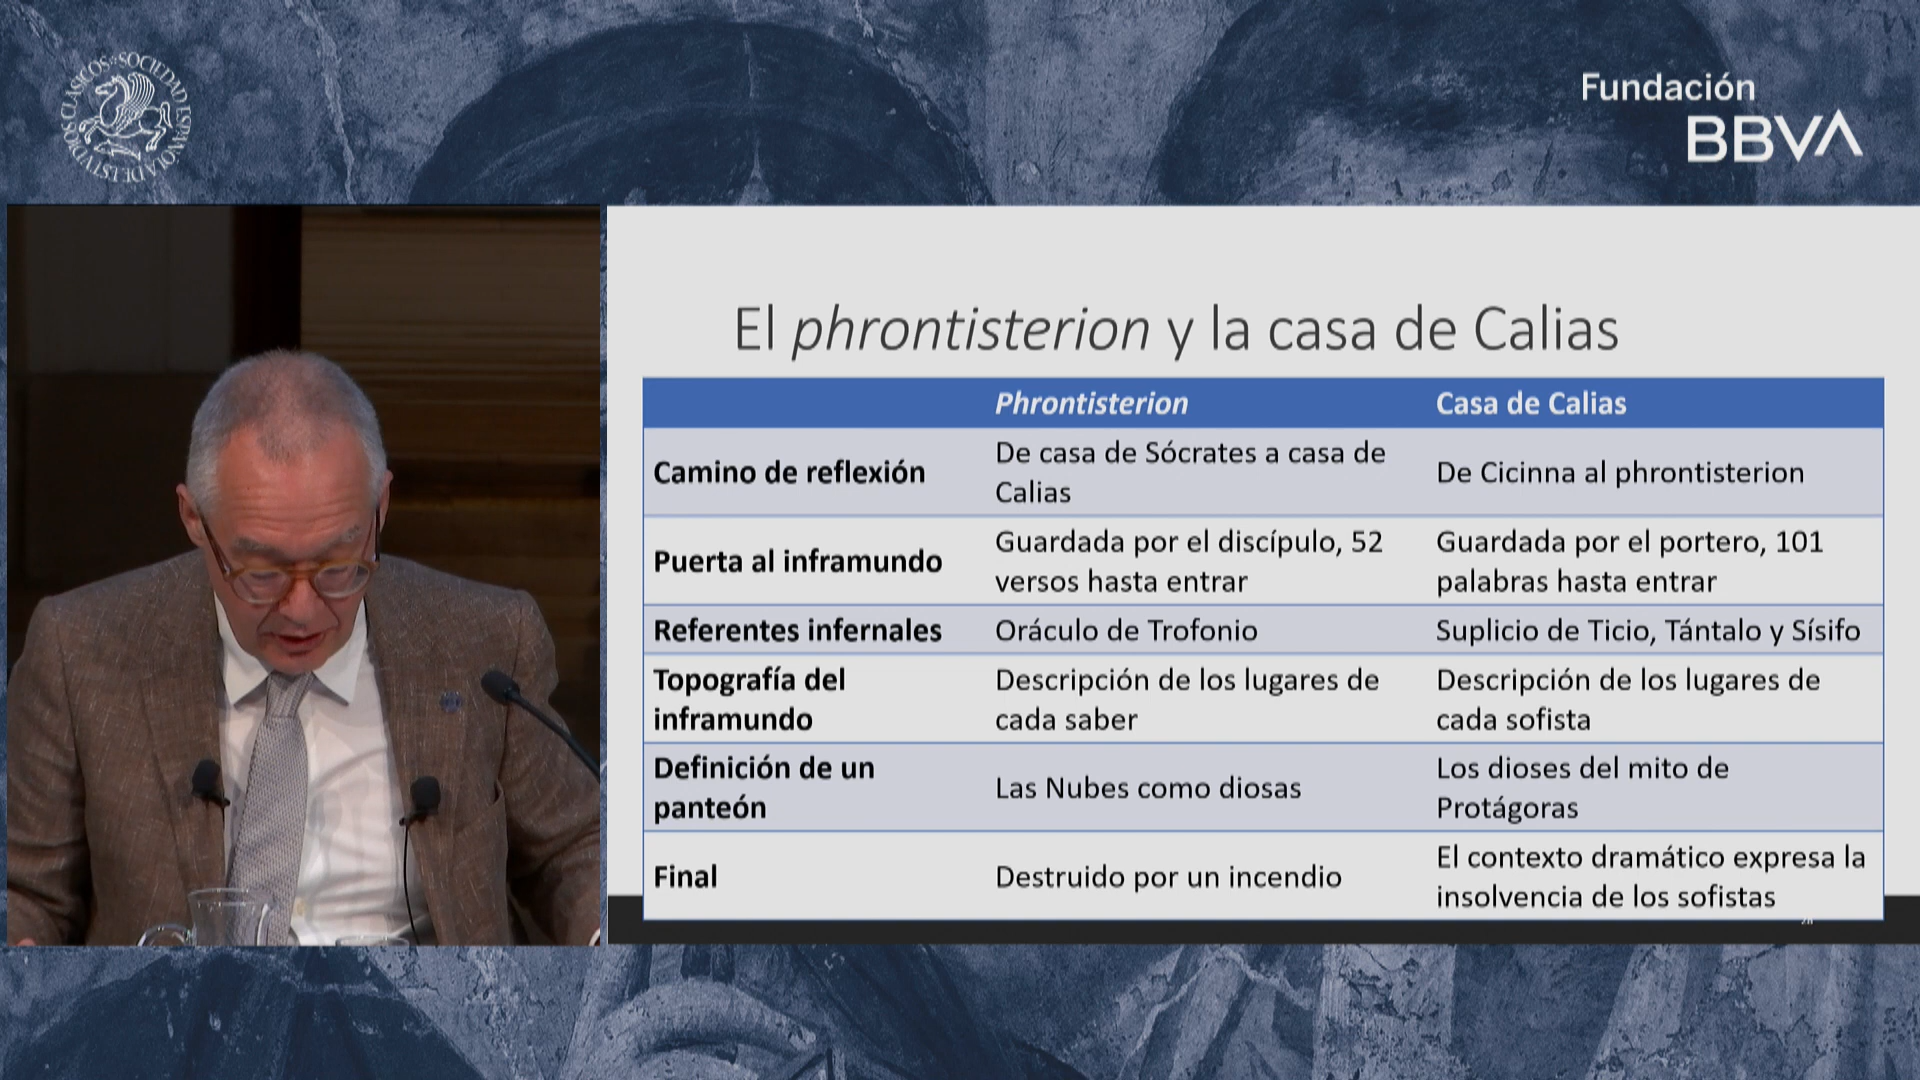 SOCIEDAD ESPAÑOLA DE ESTVDIOS CLÁSICOS
Fundación
BBVA
El phrontisterion y la casa de Calias
Phrontisterion
Casa de Calias
Camino de reflexión
De casa de Sócrates a casa de
Calias
De Cicinna al phrontisterion
Puerta al inframundo
Guardada por el discípulo, 52
versos hasta entrar
Guardada por el portero, 101
palabras hasta entrar
Referentes infernales
Oráculo de Trofonio
Suplicio de Ticio, Tántalo y Sísifo
Topografía del
inframundo
Descripción de los lugares de
cada saber
Descripción de los lugares de
cada sofista
Definición de un
panteón
Las Nubes como diosas
Los dioses del mito de
Protágoras
Final
Destruido por un incendio
El contexto dramático expresa la
insolvencia de los sofistas